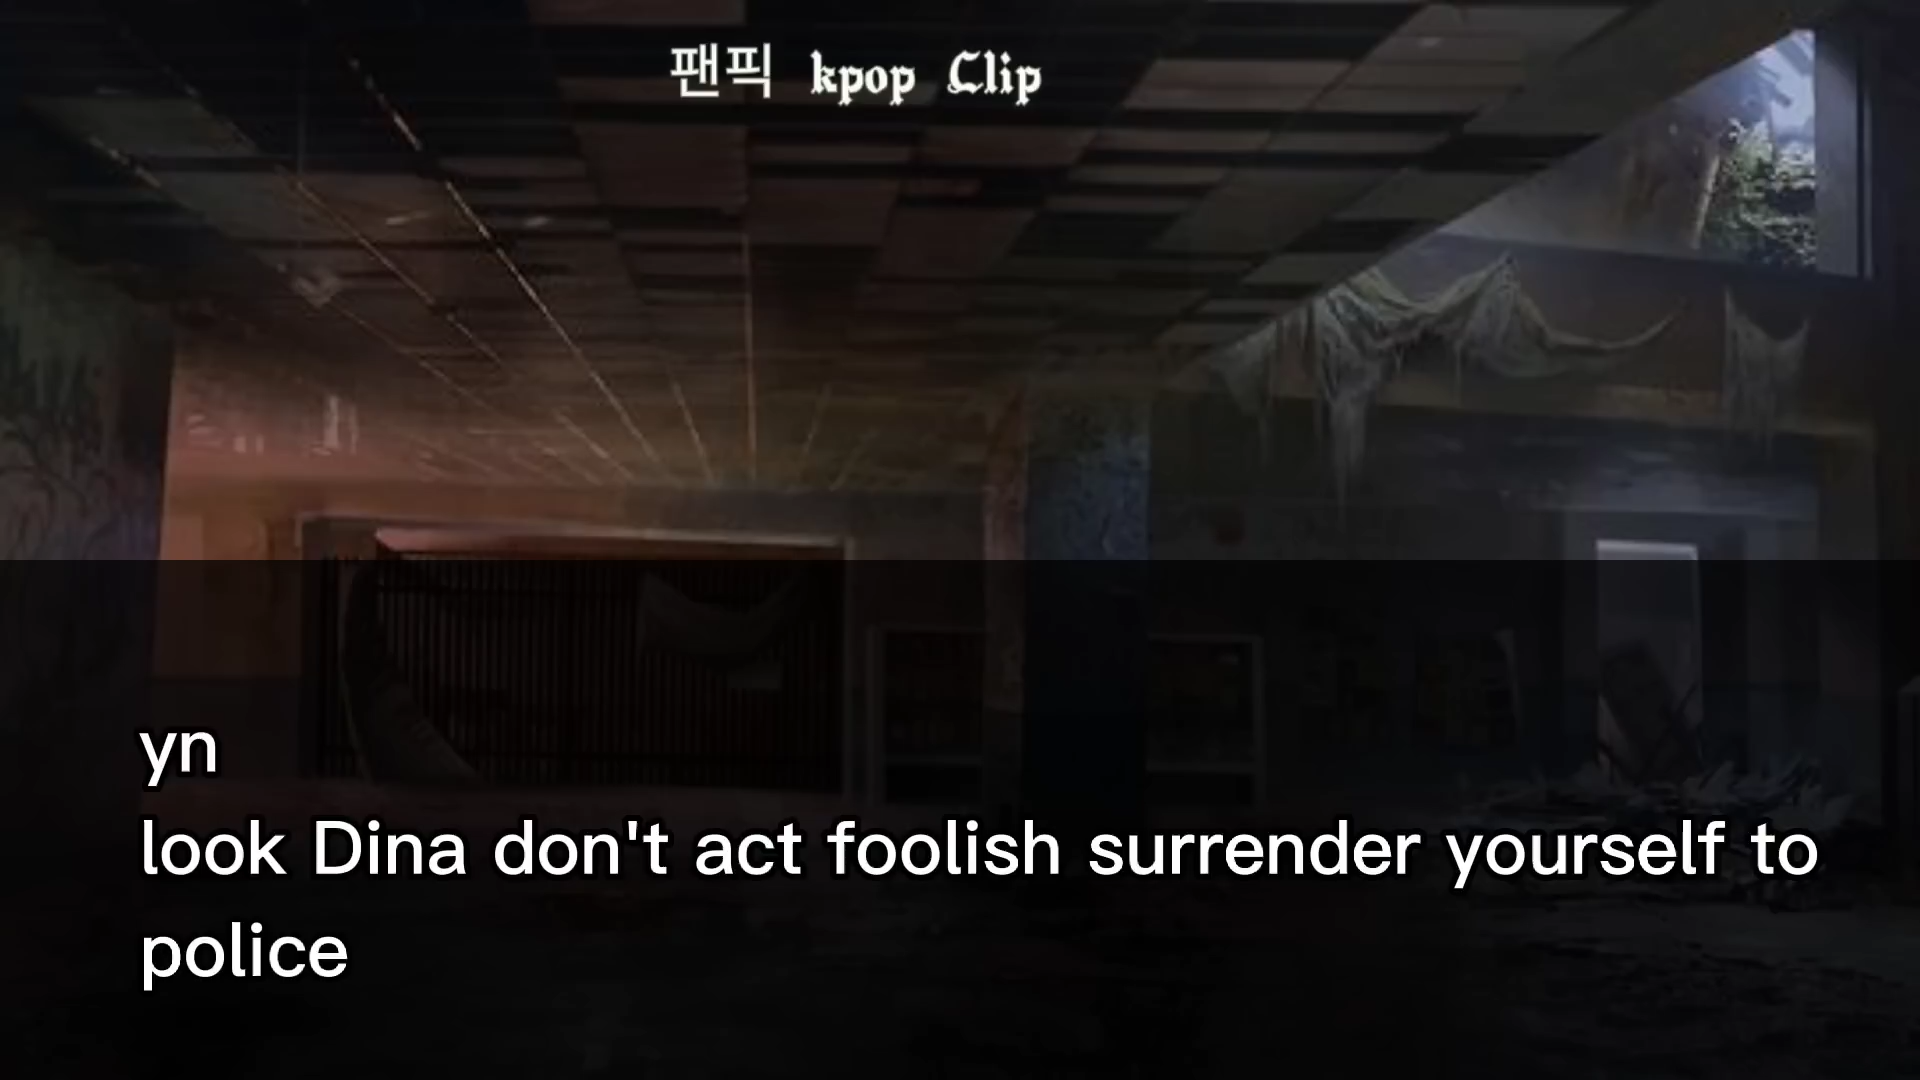 팬픽 kpop Clip
yn
look Dina don't act foolish surrender yourself to
police